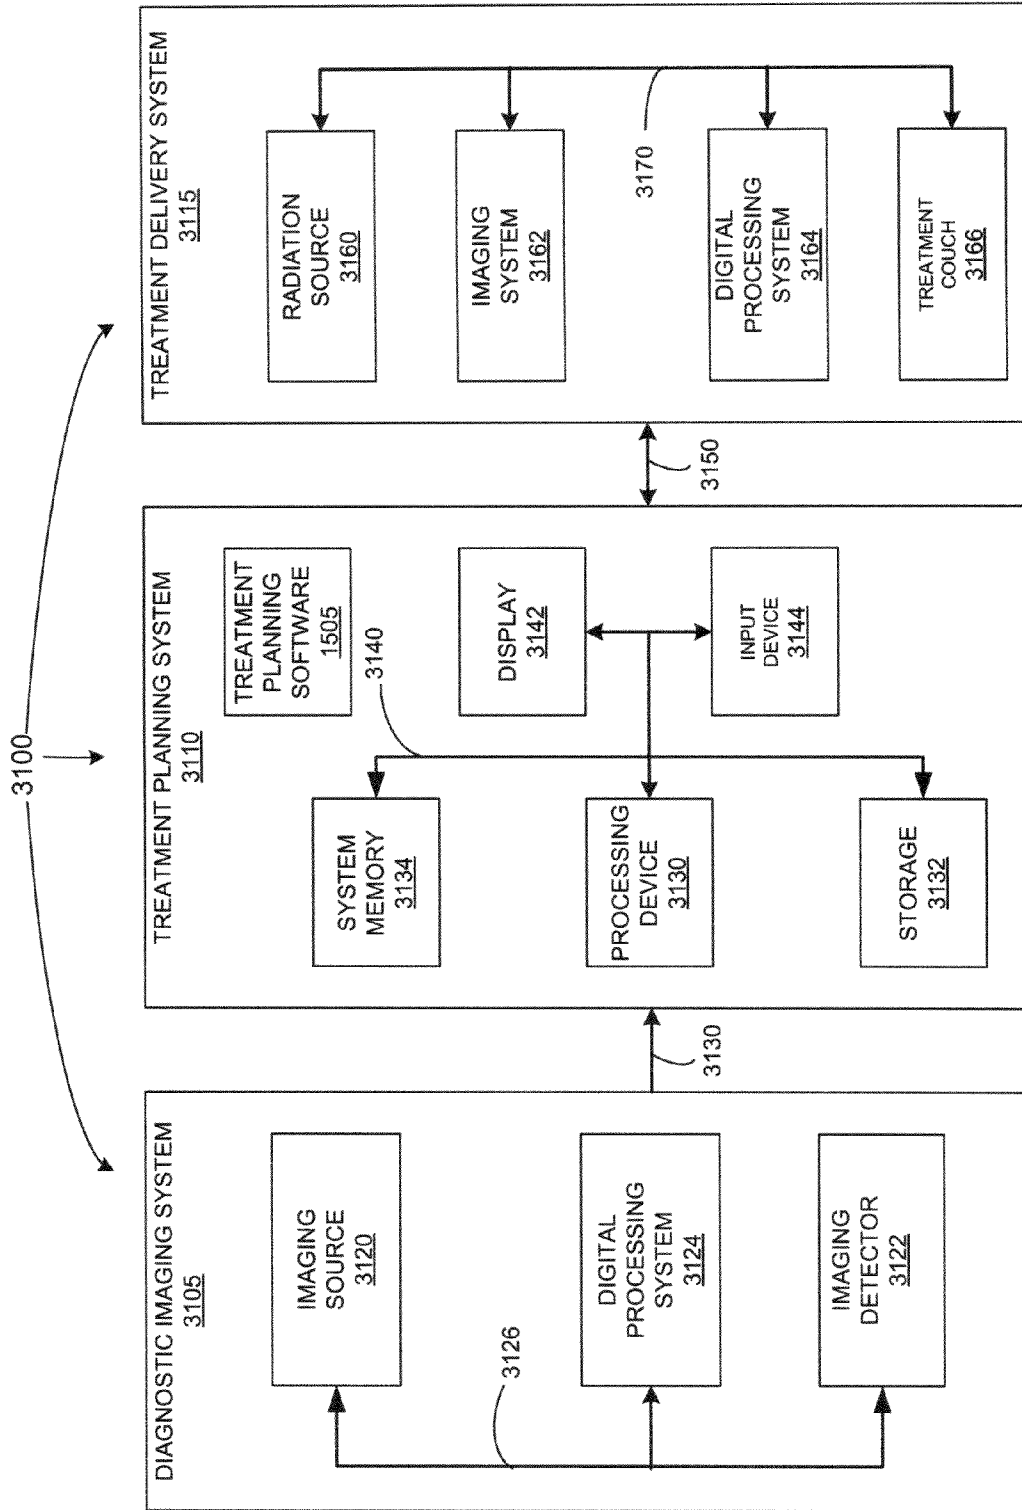 3100
DIAGNOSTIC IMAGING SYSTEM
3105
IMAGING
SOURCE
3120
DIGITAL
PROCESSING
SYSTEM
3124
IMAGING
DETECTOR
3122
3126
3130
TREATMENT PLANNING SYSTEM
3110
SYSTEM
MEMORY
3134
PROCESSING
DEVICE
3130
STORAGE
3132
3140
TREATMENT
PLANNING
SOFTWARE
1505
DISPLAY
3142
INPUT
DEVICE
3144
3150
TREATMENT DELIVERY SYSTEM
3115
RADIATION
SOURCE
3160
IMAGING
SYSTEM
3162
DIGITAL
PROCESSING
SYSTEM
3164
TREATMENT
COUCH
3166
3170